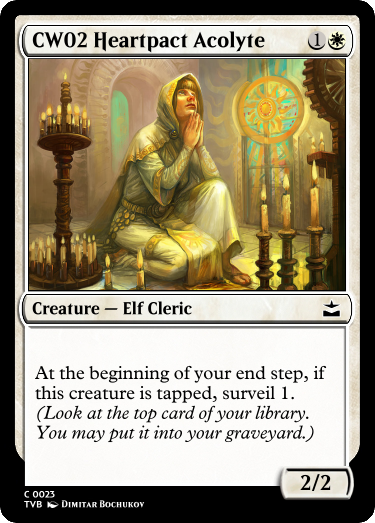 CW02 Heartpact Acolyte 1
Creature — Elf Cleric
At the beginning of your end step, if
this creature is tapped, surveil 1.
(Look at the top card of your library.
You may put it into your graveyard.)
2/2
C 0023
TVB Dimitar Bochukov